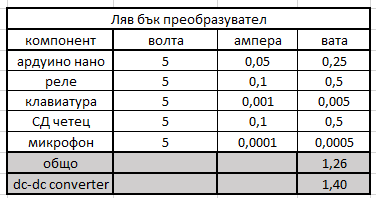 Ляв бък преобразувател
компонент волта ампера вата
ардуино нано 5 0,05 0,25
реле 5 0,1 0,5
клавиатура 5 0,001 0,005
СД четец 5 0,1 0,5
микрофон 5 0,0001 0,0005
общо 1,26
dc-dc converter 1,40